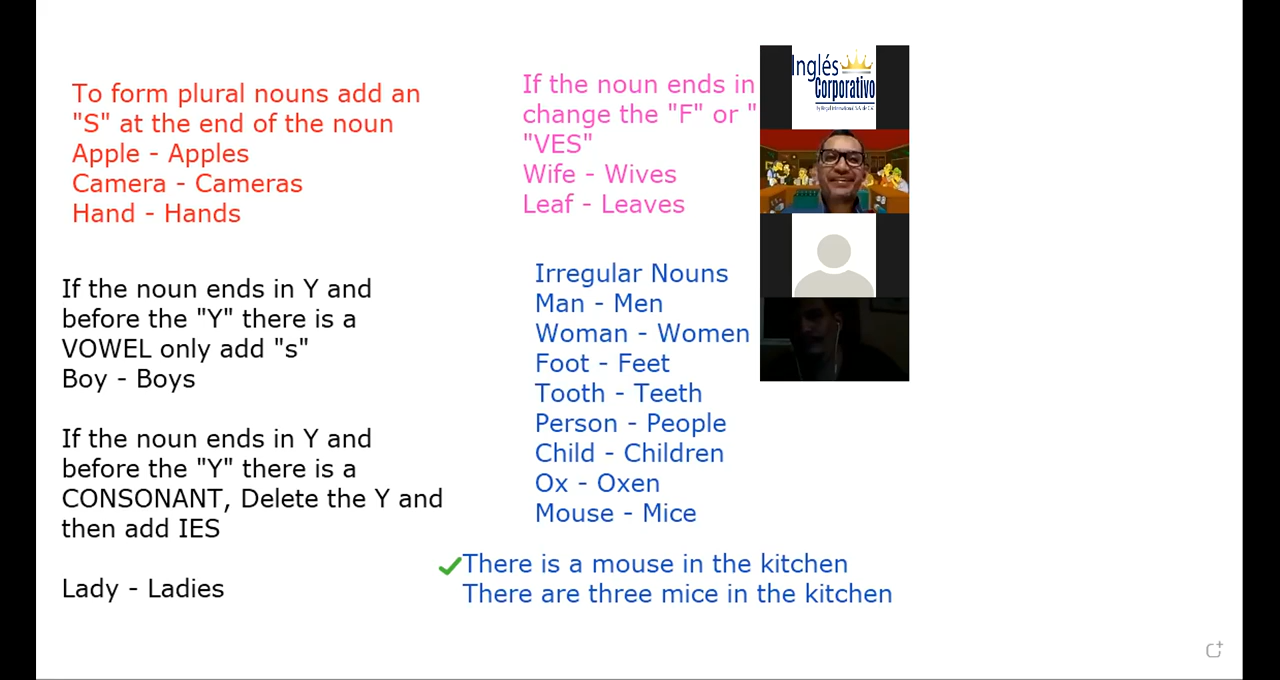 To form plural nouns add an
"S" at the end of the noun
Apple - Apples
Camera - Cameras
Hand - Hands
If the noun ends in Y and
before the "Y" there is a
VOWEL only add "s"
Boy - Boys
If the noun ends in Y and
before the "Y" there is a
CONSONANT, Delete the Y and
then add IES
Lady - Ladies
If the noun ends in
change the "F" or "
"VES"
Wife - Wives
Leaf - Leaves
Irregular Nouns
Man - Men
Woman - Women
Foot - Feet
Tooth - Teeth
Person - People
Child - Children
Ox - Oxen
Mouse - Mice
There is a mouse in the kitchen
There are three mice in the kitchen
Inglés
Corporativo